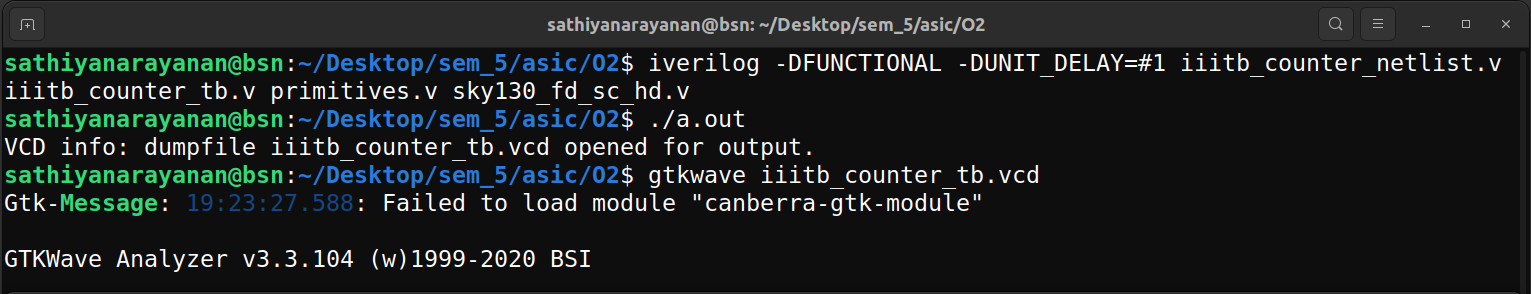 sathiyanarayanan@bsn: ~/Desktop/sem_5/asic/O2
sathiyanarayanan@bsn:~/Desktop/sem_5/asic/O2$ iverilog -DFUNCTIONAL -DUNIT_DELAY=#1 iiitb_counter_netlist.v
iiitb_counter_tb.v primitives.v sky130_fd_sc_hd.v
sathiyanarayanan@bsn:~/Desktop/sem_5/asic/O2$ ./a.out
VCD info: dumpfile iiitb_counter_tb.vcd opened for output.
sathiyanarayanan@bsn:~/Desktop/sem_5/asic/O2$ gtkwave iiitb_counter_tb.vcd
Gtk-Message: 19:23:27.588: Failed to load module "canberra-gtk-module"
GTKWave Analyzer v3.3.104 (w)1999-2020 BSI